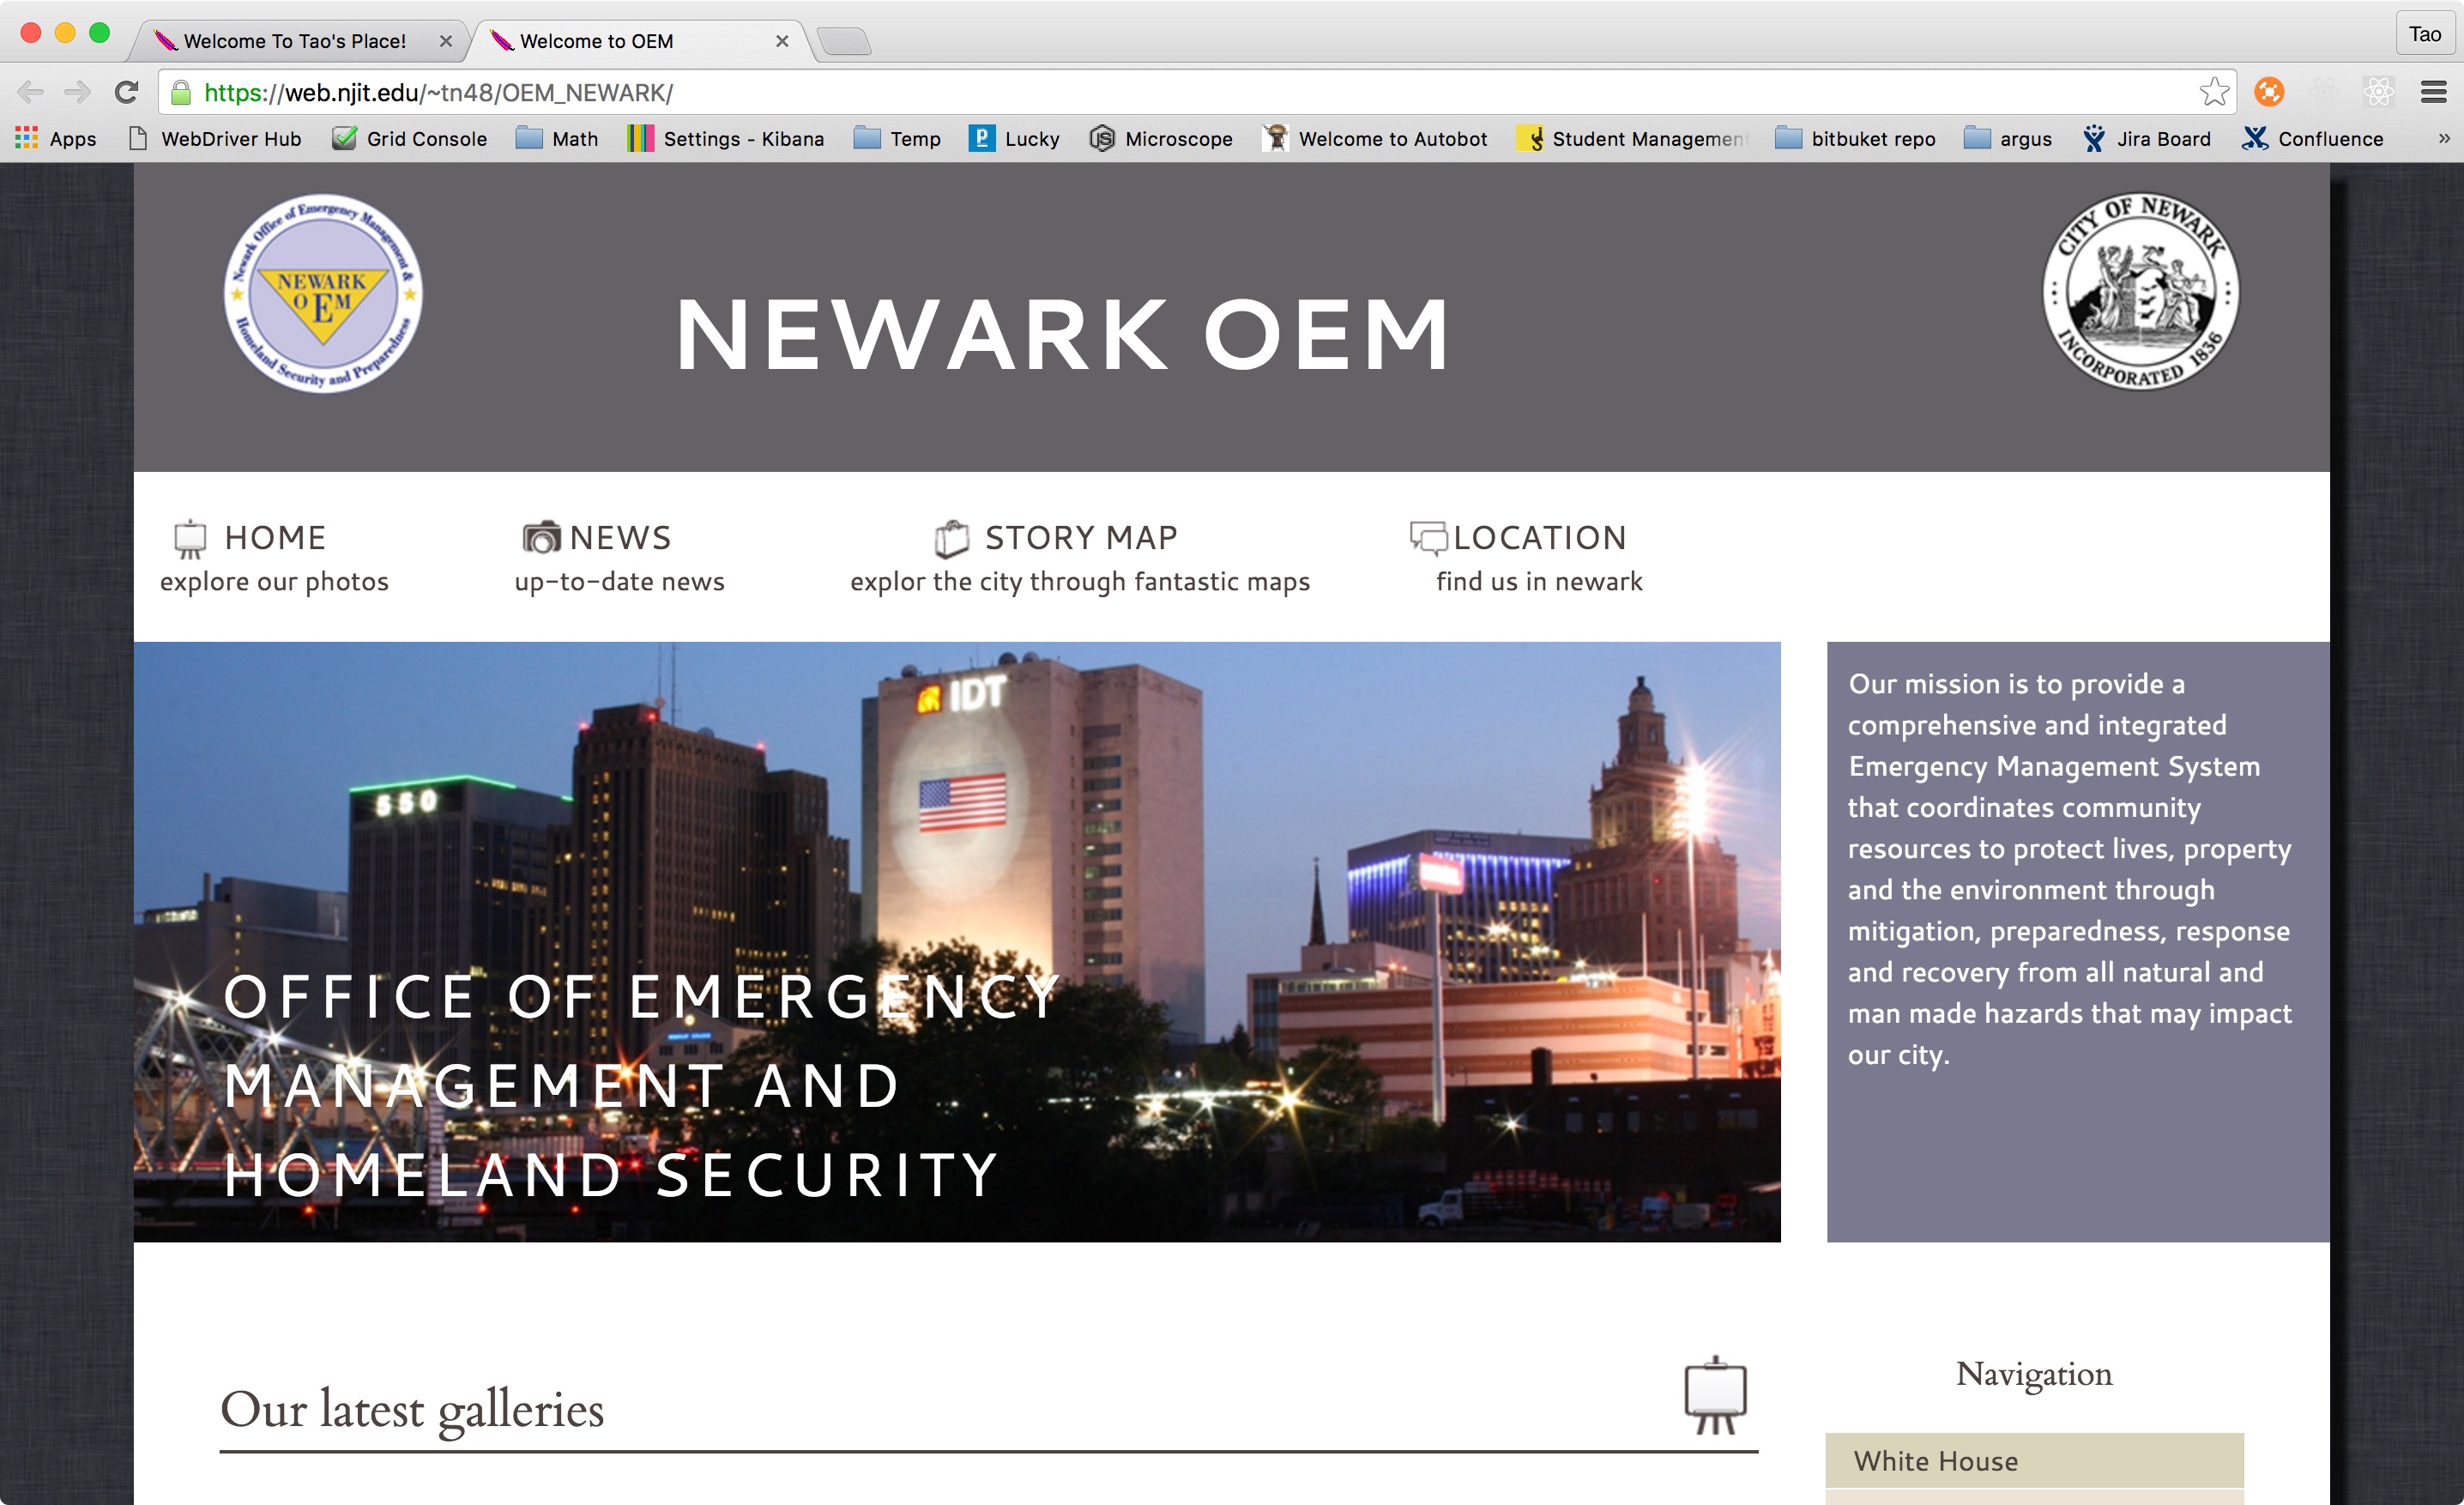 Welcome To Tao's Place!
Welcome to OEM
Tao
https://web.njit.edu/~tn48/OEM_NEWARK/
Apps
WebDriver Hub
Grid Console
Math
Settings - Kibana
Temp
Lucky
Microscope
Welcome to Autobot
Student Management
bitbuket repo
argus
Jira Board
Confluence
»
Newark Office of Emergency Management &
NEWARK
OEM
Homeland Security and Preparedness
NEWARK OEM
CITY OF NEWARK
INCORPORATED 1836
HOME
explore our photos
NEWS
up-to-date news
STORY MAP
explor the city through fantastic maps
LOCATION
find us in newark
IDT
550
OFFICE OF EMERGENCY
MANAGEMENT AND
HOMELAND SECURITY
Our mission is to provide a
comprehensive and integrated
Emergency Management System
that coordinates community
resources to protect lives, property
and the environment through
mitigation, preparedness, response
and recovery from all natural and
man made hazards that may impact
our city.
Our latest galleries
Navigation
White House